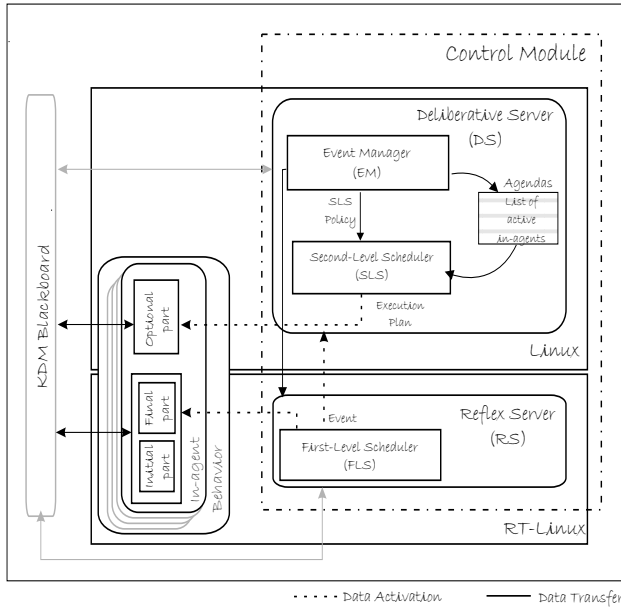 Control Module
Deliberative Server
(DS)
Event Manager
(EM)
Agendas
List of
active
in-agents
SLS
Policy
Second-Level Scheduler
(SLS)
Execution
Plan
Linux
KDM Blackboard
Optional
part
Final
part
Initial
part
In-agent
Behavior
Event
Reflex Server
(RS)
First-Level Scheduler
(FLS)
RT-Linux
Data Activation
Data Transfer